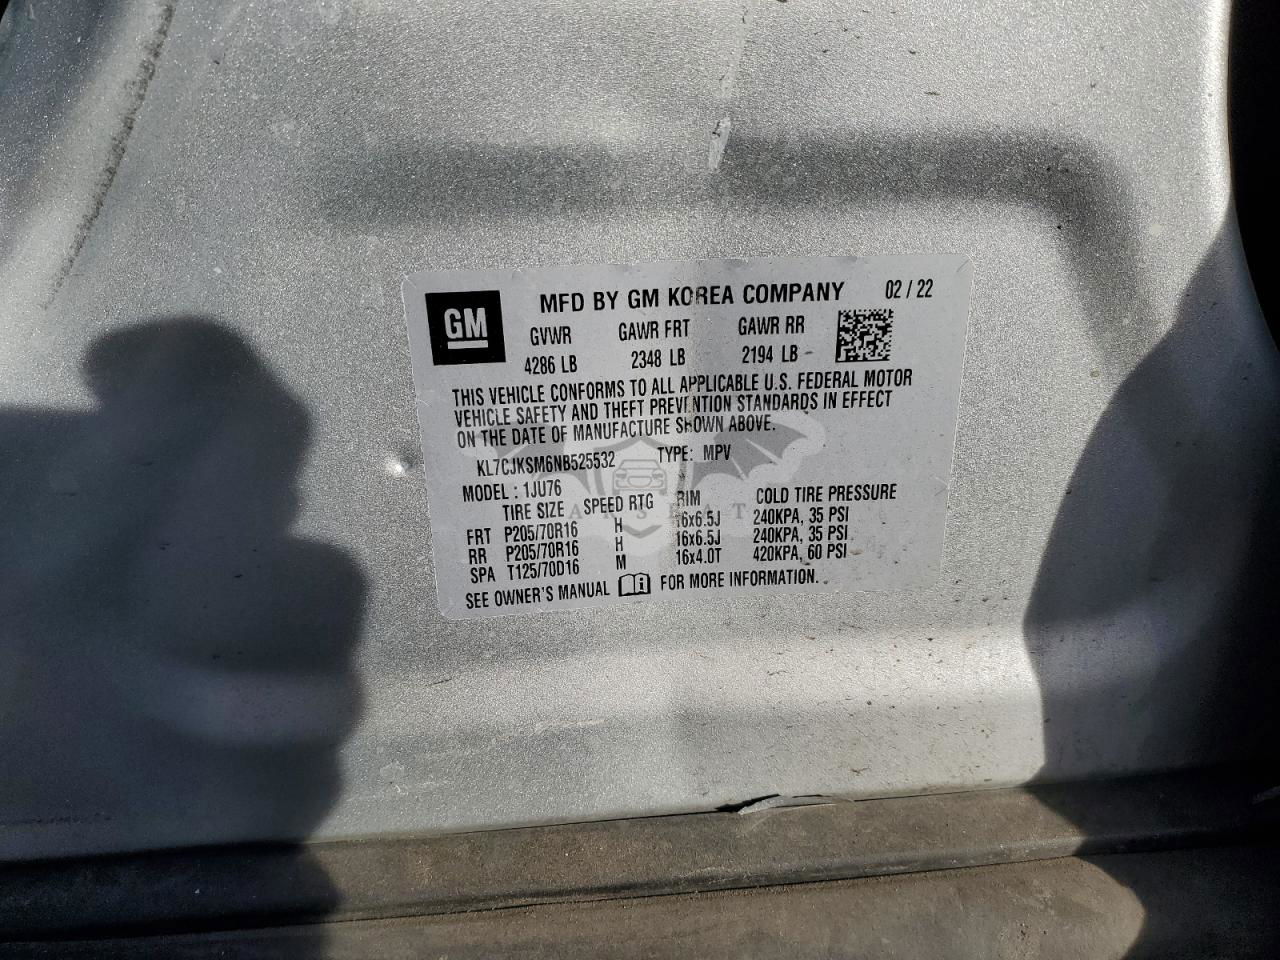 GM
MFD BY GM KOREA COMPANY 02 / 22
GVWR GAWR FRT GAWR RR
4286 LB 2348 LB 2194 LB
THIS VEHICLE CONFORMS TO ALL APPLICABLE U.S. FEDERAL MOTOR
VEHICLE SAFETY AND THEFT PREVENTION STANDARDS IN EFFECT
ON THE DATE OF MANUFACTURE SHOWN ABOVE.
KL7CJKSM6NB525532 TYPE: MPV
MODEL : 1JU76
TIRE SIZE SPEED RTG RIM COLD TIRE PRESSURE
FRT P205/70R16 H 16x6.5J 240KPA, 35 PSI
RR P205/70R16 H 16x6.5J 240KPA, 35 PSI
SPA T125/70D16 M 16x4.0T 420KPA, 60 PSI
SEE OWNER'S MANUAL FOR MORE INFORMATION.